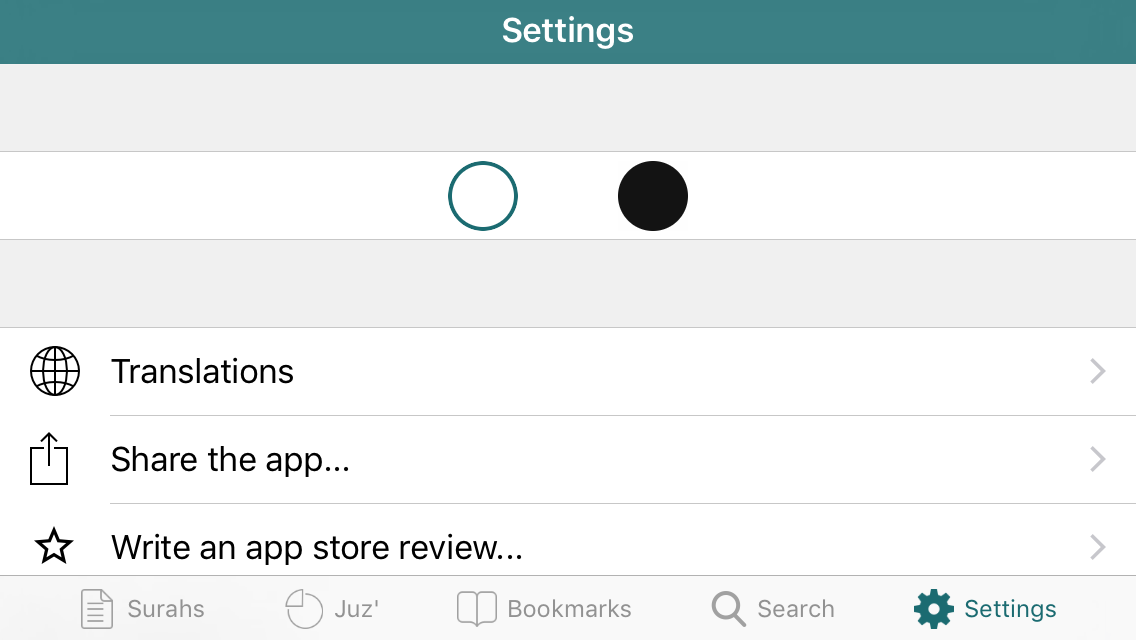 Settings
Translations
Share the app...
Write an app store review...
Surahs
Juz'
Bookmarks
Search
Settings